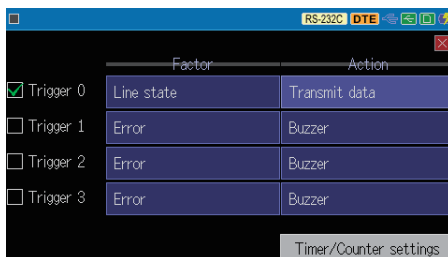 RS-232C DTE
Factor Action
Trigger 0 Line state Transmit data
Trigger 1 Error Buzzer
Trigger 2 Error Buzzer
Trigger 3 Error Buzzer
Timer/Counter settings